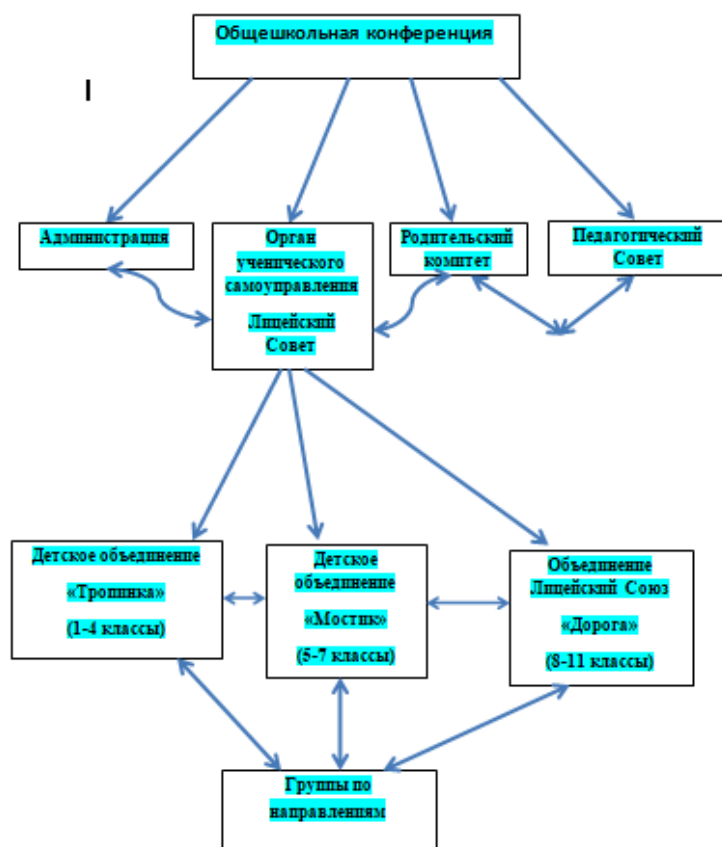 Общешкольная конференция
I
Администрация
Орган
ученического
самоуправления
Лицейский
Совет
Родительский
комитет
Педагогический
Совет
Детское объединение
«Тропинка»
(1-4 классы)
Детское
объединение
«Мостик»
(5-7 классы)
Объединение
Лицейский Союз
«Дорога»
(8-11 классы)
Группы по
направлениям